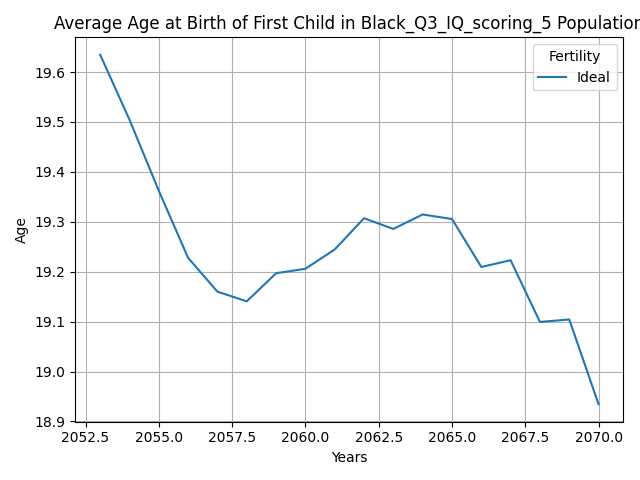 Average Age at Birth of First Child in Black_Q3_IQ_scoring_5 Population
Fertility
Ideal
19.6
19.5
19.4
19.3
19.2
19.1
19.0
18.9
Age
2052.5 2055.0 2057.5 2060.0 2062.5 2065.0 2067.5 2070.0
Years